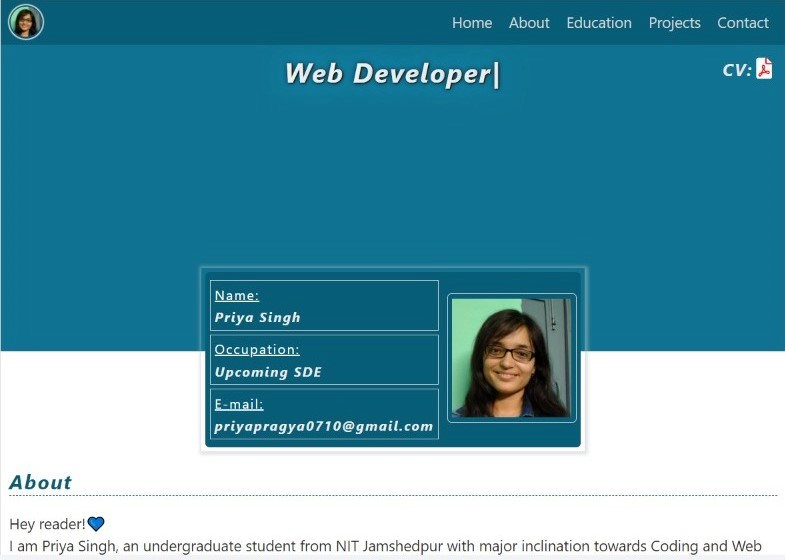 Home About Education Projects Contact
Web Developer|
CV:
Name:
Priya Singh
Occupation:
Upcoming SDE
E-mail:
priyapragya0710@gmail.com
About
Hey reader!💙
I am Priya Singh, an undergraduate student from NIT Jamshedpur with major inclination towards Coding and Web